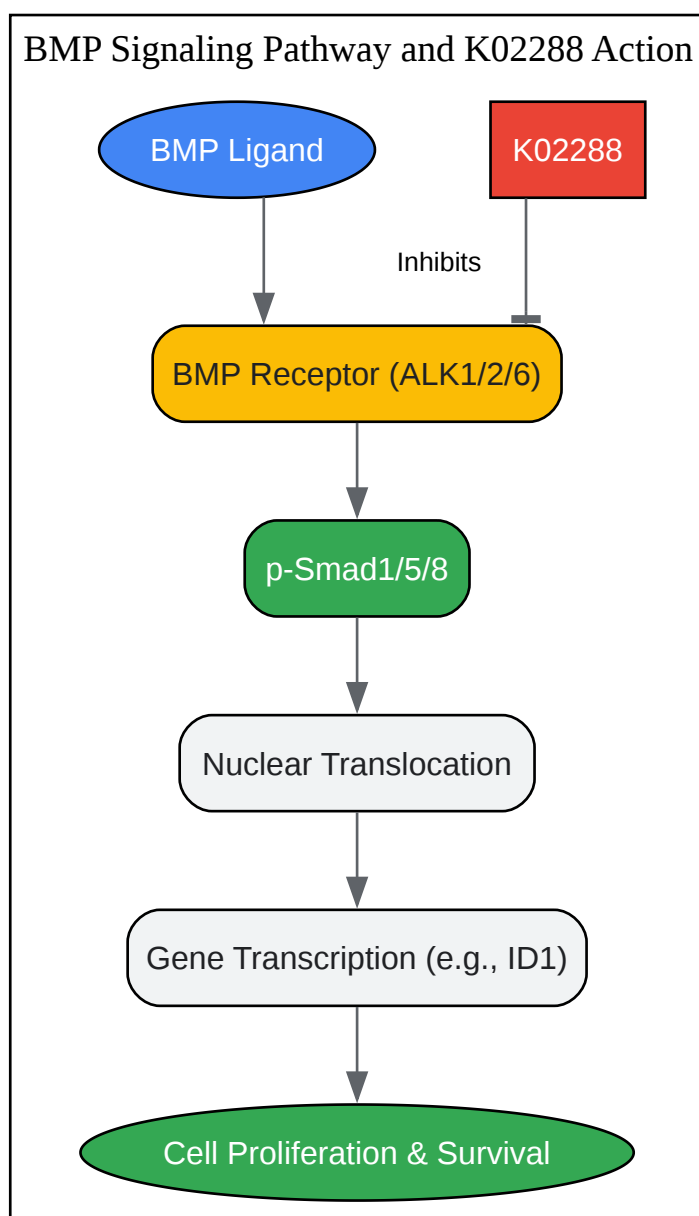 BMP Signaling Pathway and K02288 Action
BMP Ligand
K02288
Inhibits
BMP Receptor (ALK1/2/6)
p-Smad1/5/8
Nuclear Translocation
Gene Transcription (e.g., ID1)
Cell Proliferation & Survival